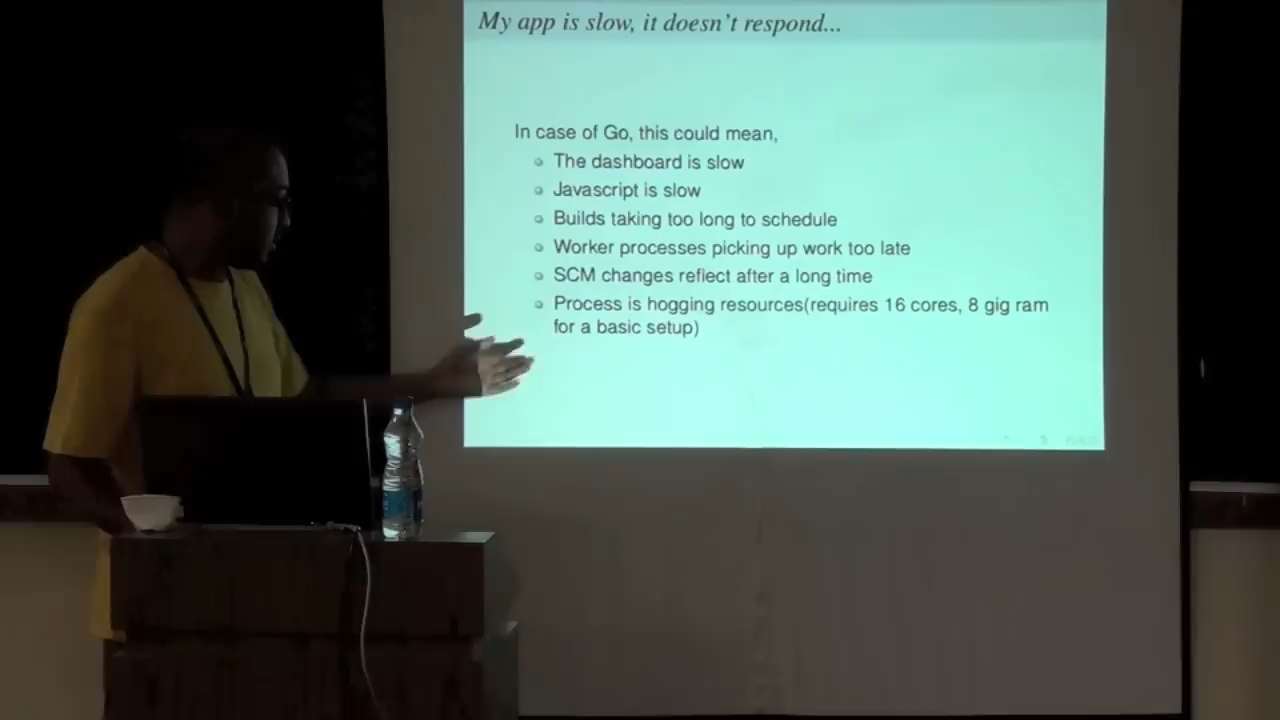 My app is slow, it doesn't respond...
In case of Go, this could mean,
The dashboard is slow
Javascript is slow
Builds taking too long to schedule
Worker processes picking up work too late
SCM changes reflect after a long time
Process is hogging resources(requires 16 cores, 8 gig ram
for a basic setup)